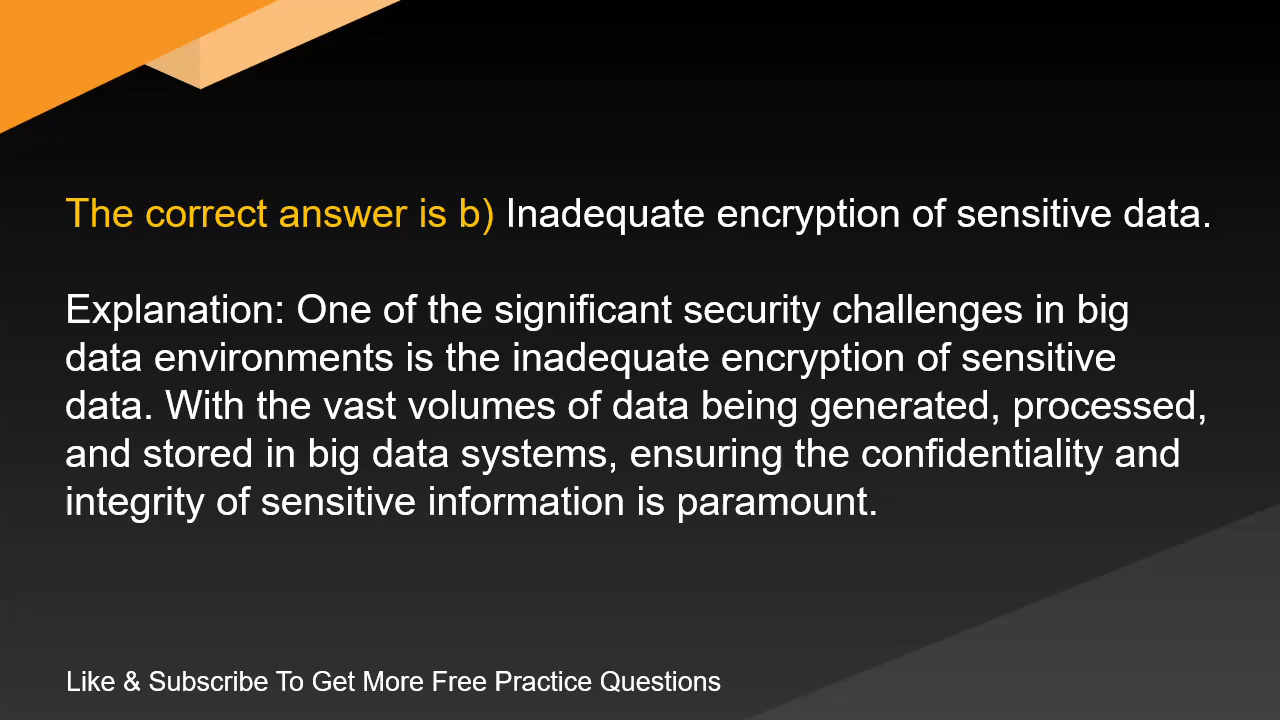 The correct answer is b) Inadequate encryption of sensitive data.
Explanation: One of the significant security challenges in big
data environments is the inadequate encryption of sensitive
data. With the vast volumes of data being generated, processed,
and stored in big data systems, ensuring the confidentiality and
integrity of sensitive information is paramount.
Like & Subscribe To Get More Free Practice Questions